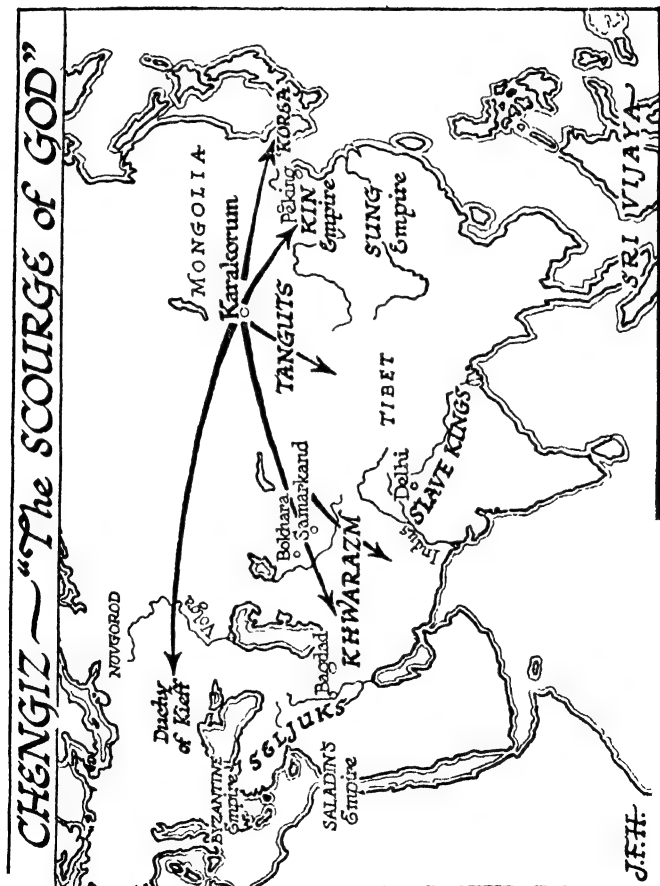 CHENGIZ — "The SCOURGE of GOD"
NOVGOROD
Volga
Duchy
of Kieff
MONGOLIA
Karakorum
KOREA
Peking
KIN
Empire
SUNG
Empire
TANGUTS
TIBET
Bokhara
Samarkand
KHWARAZM
Bagdad
SELJUKS
BYZANTINE
Empire
SALADIN'S
Empire
Delhi
Indus
SLAVE KINGS
SRI VIJAYA
J.F.H.